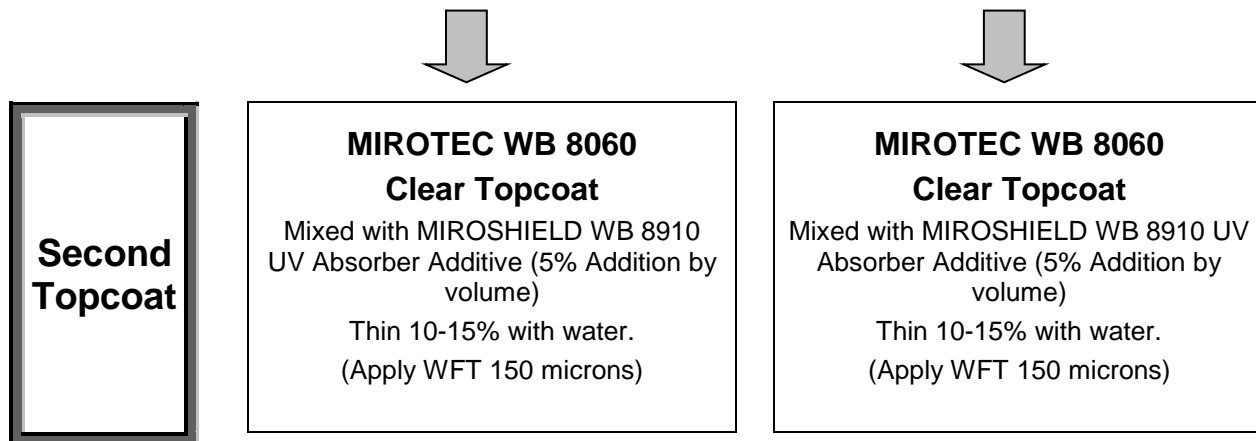 Second
Topcoat
MIROTEC WB 8060
Clear Topcoat
Mixed with MIROSHIELD WB 8910
UV Absorber Additive (5% Addition by
volume)
Thin 10-15% with water.
(Apply WFT 150 microns)
MIROTEC WB 8060
Clear Topcoat
Mixed with MIROSHIELD WB 8910 UV
Absorber Additive (5% Addition by
volume)
Thin 10-15% with water.
(Apply WFT 150 microns)